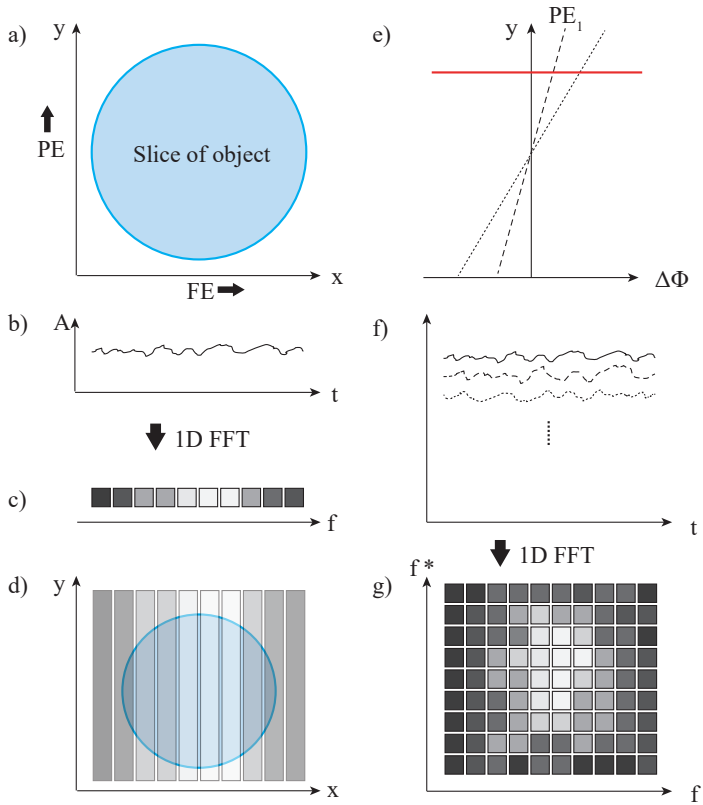 a)
y
PE
Slice of object
x
FE
b)
A
t
1D FFT
c)
f
d)
y
x
e)
y
PE1
ΔΦ
f)
t
1D FFT
g)
f*
f